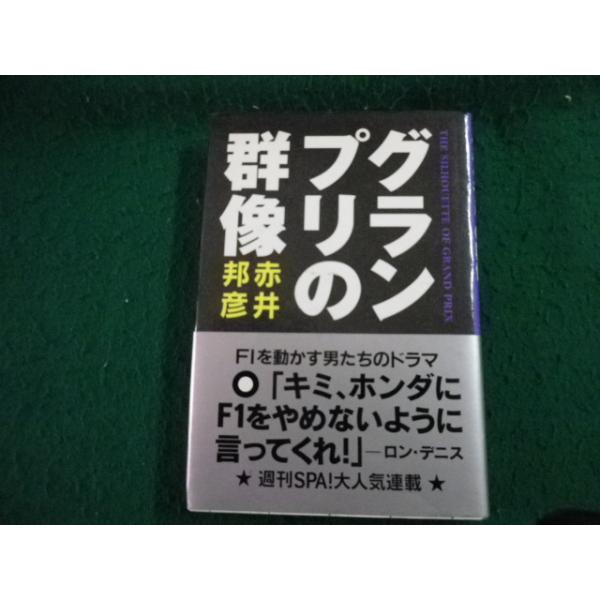 グラン
プリの
群像
赤井
邦彦
THE SILHOUETTE OF GRAND PRIX
F1を動かす男たちのドラマ
「キミ、ホンダに
F1をやめないように
言ってくれ!」―ロン・デニス
★週刊SPA!大人気連載★